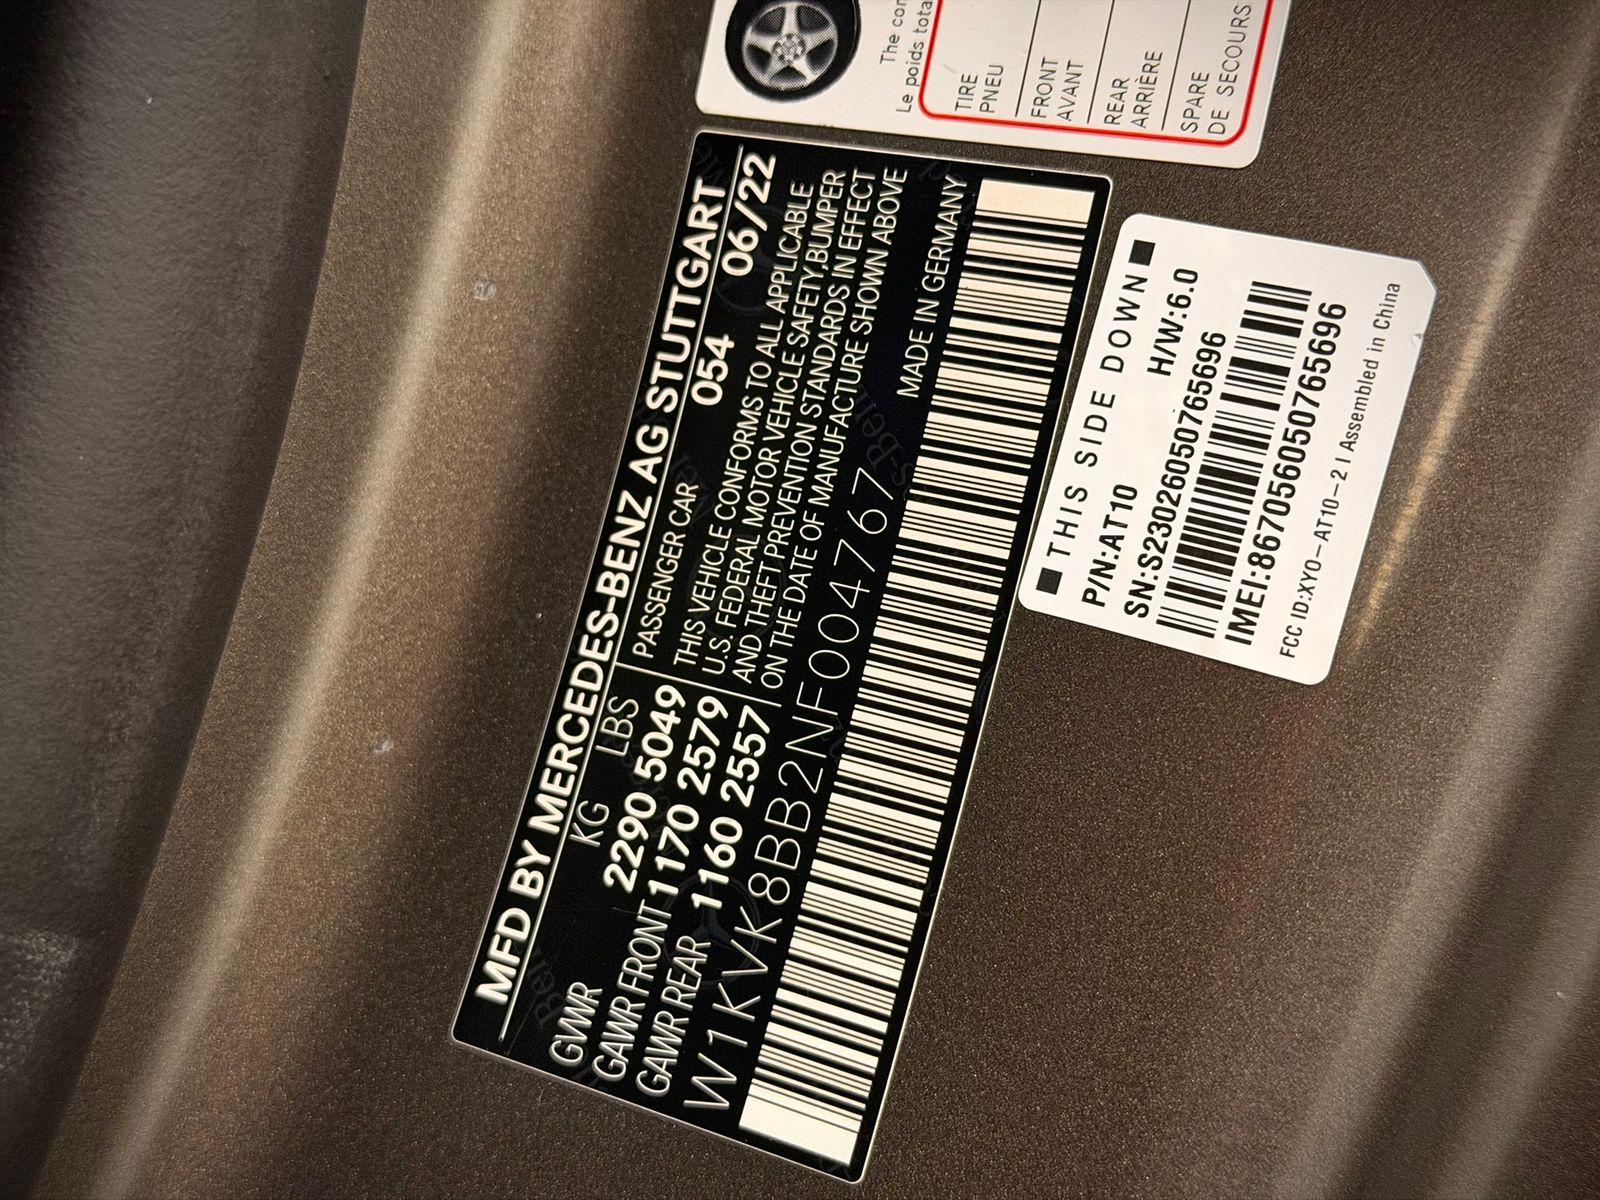 MFD BY MERCEDES-BENZ AG STUTTGART
KG LBS
054 06/22
GVWR 2290 5049
GAWR FRONT 1170 2579
GAWR REAR 1160 2557
PASSENGER CAR
THIS VEHICLE CONFORMS TO ALL APPLICABLE
U.S. FEDERAL MOTOR VEHICLE SAFETY,BUMPER
AND THEFT PREVENTION STANDARDS IN EFFECT
ON THE DATE OF MANUFACTURE SHOWN ABOVE
W1KVK8BB2NF004767
MADE IN GERMANY
The
Le poids
TIRE
PNEU
FRONT
AVANT
REAR
ARRIÈRE
SPARE
DE SECOURS
■ THIS SIDE DOWN ■
P/N:AT10 H/W:6.0
SN:S23026050765696
IMEI:867056050765696
FCC ID:XYO-AT10-2 | Assembled in China